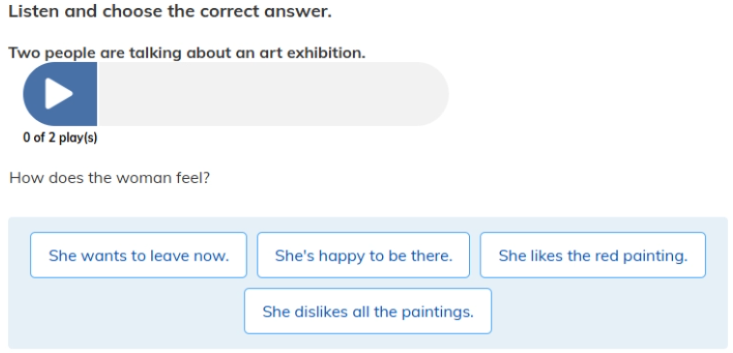 Listen and choose the correct answer.
Two people are talking about an art exhibition.
0 of 2 play(s)
How does the woman feel?
She wants to leave now.
She's happy to be there.
She likes the red painting.
She dislikes all the paintings.